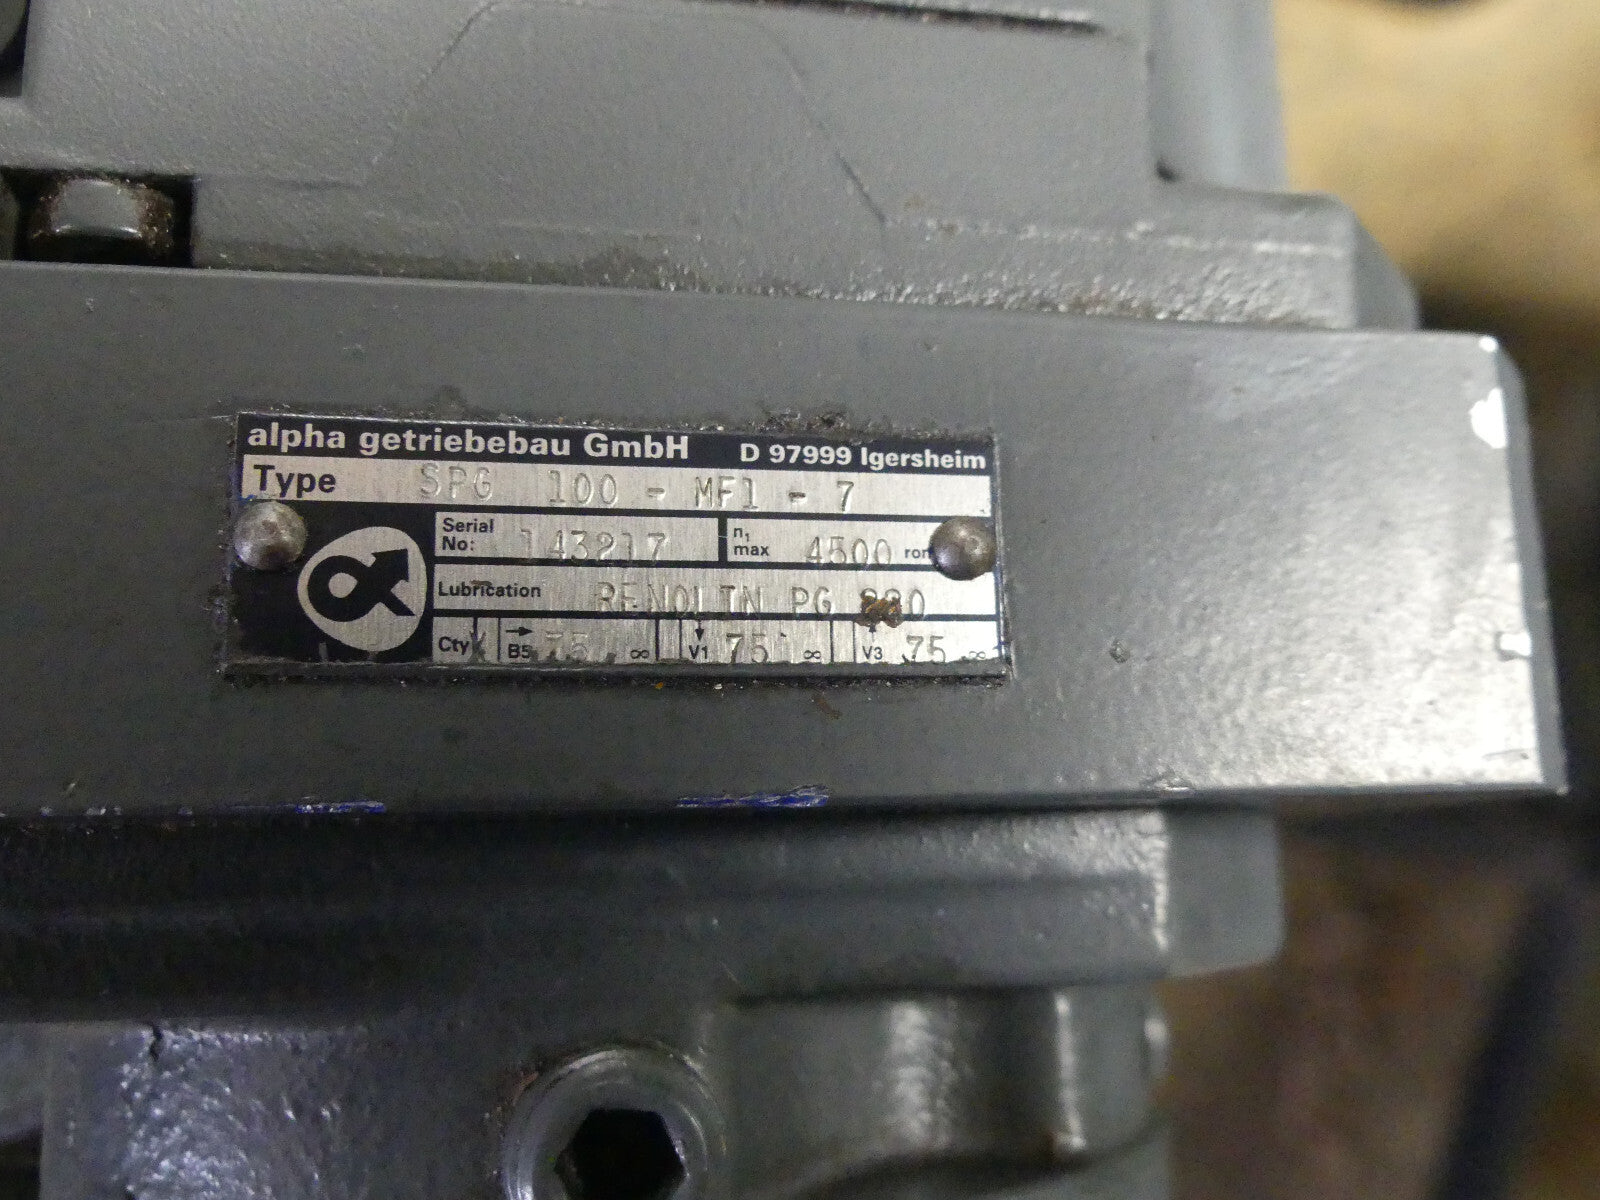 alpha getriebebau GmbH D 97999 Igersheim
Type SPG 100 - MF1 - 7
Serial No: 143217 n1 max 4500
Lubrication RENOLIN PG
Cty B5 75 ∞ V1 75 ∞ V3 75 ∞